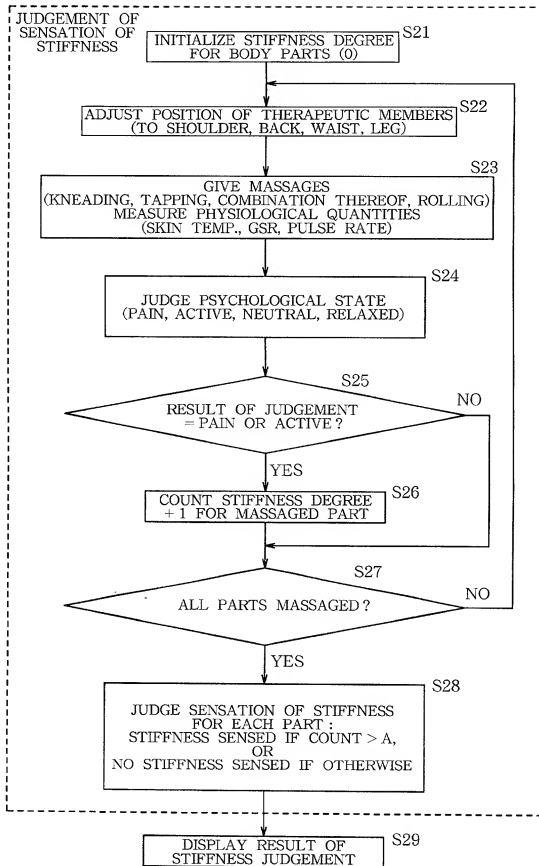 JUDGEMENT OF
SENSATION OF
STIFFNESS
S21
INITIALIZE STIFFNESS DEGREE
FOR BODY PARTS (0)
S22
ADJUST POSITION OF THERAPEUTIC MEMBERS
(TO SHOULDER, BACK, WAIST, LEG)
S23
GIVE MASSAGES
(KNEADING, TAPPING, COMBINATION THEREOF, ROLLING)
MEASURE PHYSIOLOGICAL QUANTITIES
(SKIN TEMP., GSR, PULSE RATE)
S24
JUDGE PSYCHOLOGICAL STATE
(PAIN, ACTIVE, NEUTRAL, RELAXED)
S25
RESULT OF JUDGEMENT
= PAIN OR ACTIVE ?
NO
YES
S26
COUNT STIFFNESS DEGREE
+ 1 FOR MASSAGED PART
S27
ALL PARTS MASSAGED ?
NO
YES
S28
JUDGE SENSATION OF STIFFNESS
FOR EACH PART :
STIFFNESS SENSED IF COUNT > A,
OR
NO STIFFNESS SENSED IF OTHERWISE
S29
DISPLAY RESULT OF
STIFFNESS JUDGEMENT